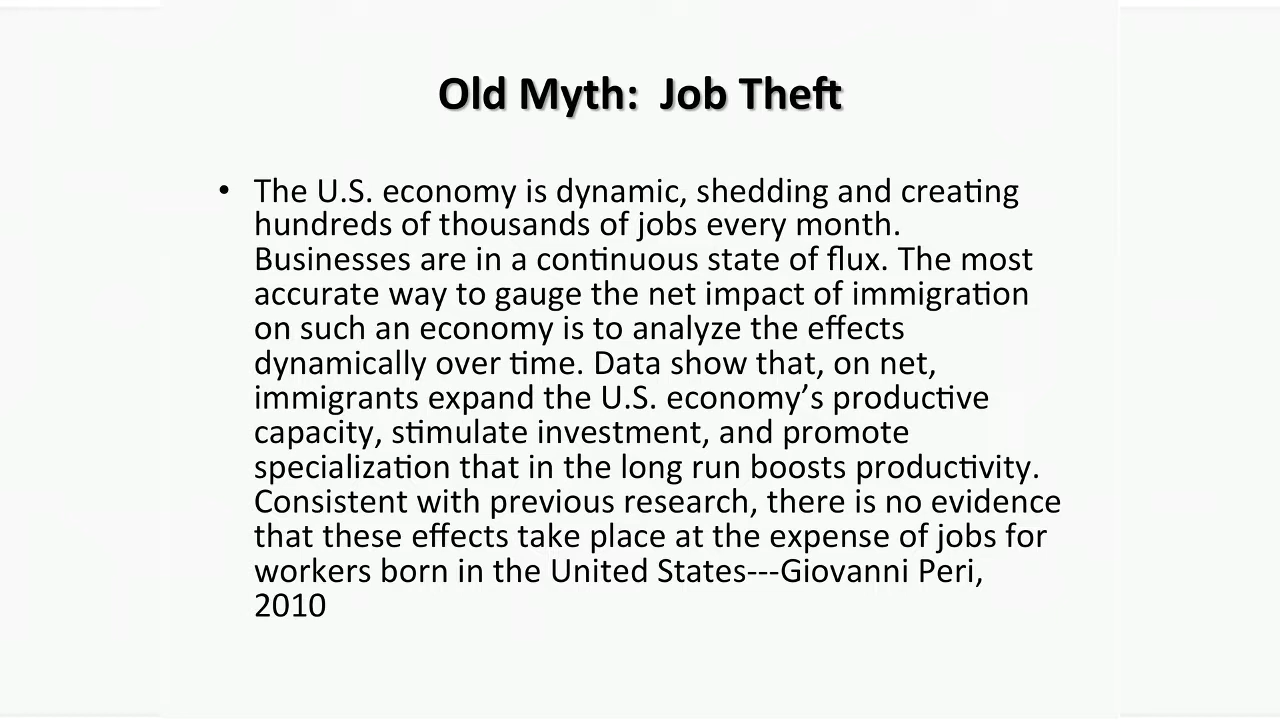 Old Myth:  Job Theft
• The U.S. economy is dynamic, shedding and creating
hundreds of thousands of jobs every month.
Businesses are in a continuous state of flux. The most
accurate way to gauge the net impact of immigration
on such an economy is to analyze the effects
dynamically over time. Data show that, on net,
immigrants expand the U.S. economy’s productive
capacity, stimulate investment, and promote
specialization that in the long run boosts productivity.
Consistent with previous research, there is no evidence
that these effects take place at the expense of jobs for
workers born in the United States---Giovanni Peri,
2010